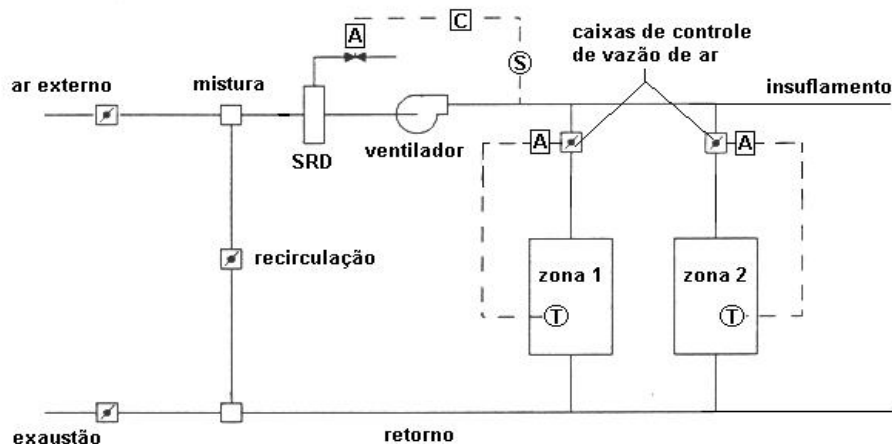 A
C
caixas de controle
de vazão de ar
S
ar externo
mistura
insuflamento
SRD
ventilador
A
A
recirculação
zona 1
zona 2
T
T
exaustão
retorno